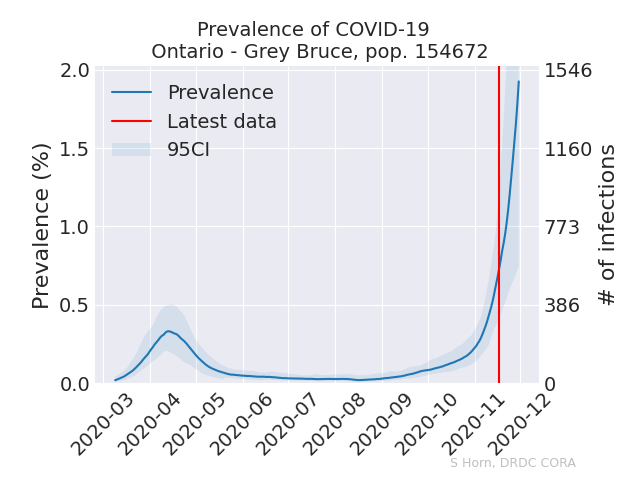 Prevalence of COVID-19
Ontario - Grey Bruce, pop. 154672
Prevalence
Latest data
95CI
Prevalence (%)
2.0
1.5
1.0
0.5
0.0
# of infections
1546
1160
773
386
0
2020-03
2020-04
2020-05
2020-06
2020-07
2020-08
2020-09
2020-10
2020-11
2020-12
S Horn, DRDC CORA